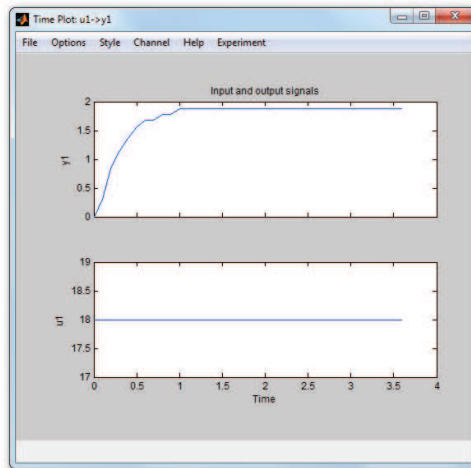 Time Plot: u1->y1
File Options Style Channel Help Experiment
Input and output signals
2
1.5
1
0.5
0
y1
19
18.5
18
17.5
17
u1
0 0.5 1 1.5 2 2.5 3 3.5 4
Time